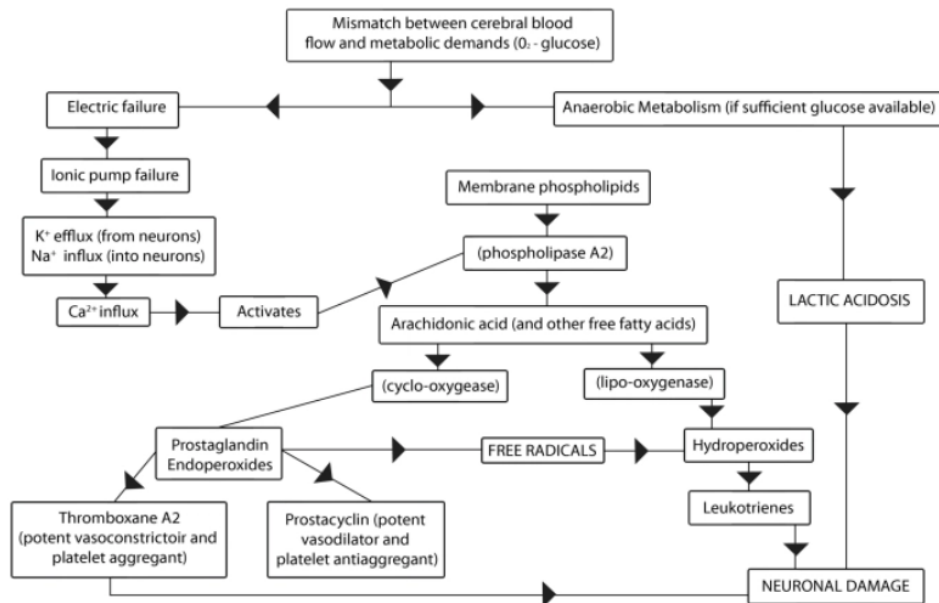 Mismatch between cerebral blood
flow and metabolic demands (0₂ - glucose)
Electric failure
Anaerobic Metabolism (if sufficient glucose available)
Ionic pump failure
Membrane phospholipids
K⁺ efflux (from neurons)
Na⁺ influx (into neurons)
(phospholipase A2)
Ca²⁺ influx
Activates
LACTIC ACIDOSIS
Arachidonic acid (and other free fatty acids)
(cyclo-oxygease)
(lipo-oxygenase)
Prostaglandin
Endoperoxides
FREE RADICALS
Hydroperoxides
Thromboxane A2
(potent vasoconstrictoir and
platelet aggregant)
Prostacyclin (potent
vasodilator and
platelet antiaggregant)
Leukotrienes
NEURONAL DAMAGE